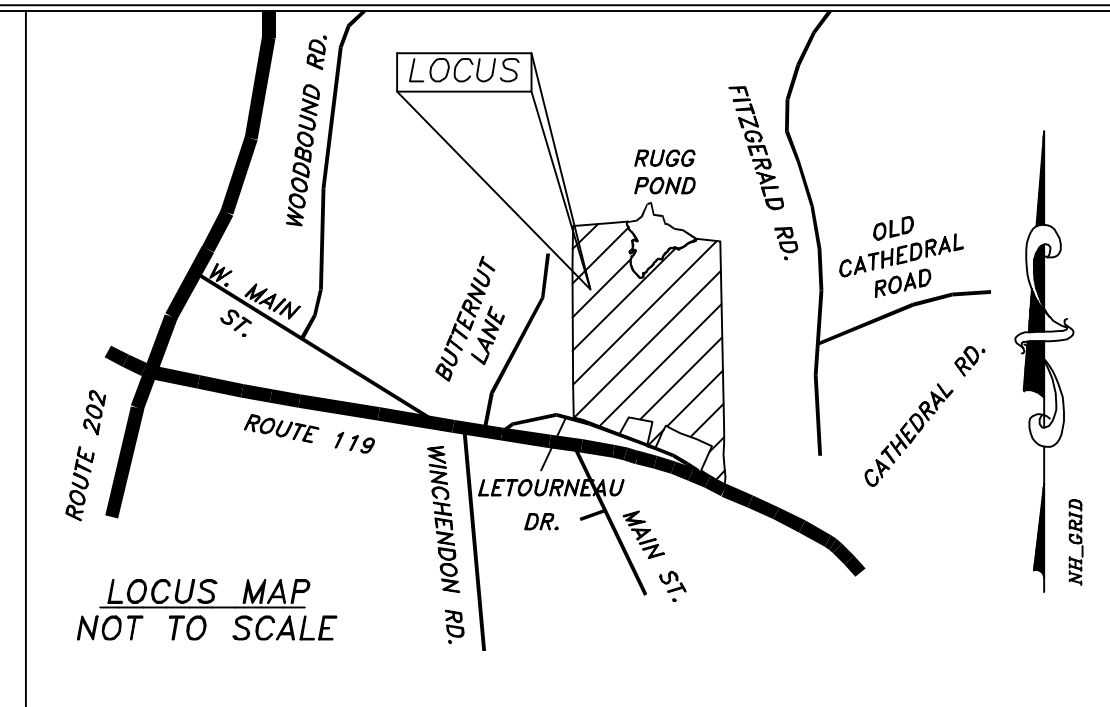 LOCUS
WOODBOUND RD.
FITZGERALD RD.
RUGG
POND
OLD
CATHEDRAL
ROAD
W. MAIN
ST.
BUTTERNUT
LANE
CATHEDRAL RD.
ROUTE 202
ROUTE 119
WINCHENDON RD.
LETOURNEAU
DR.
MAIN ST.
NH_GRID
LOCUS MAP
NOT TO SCALE